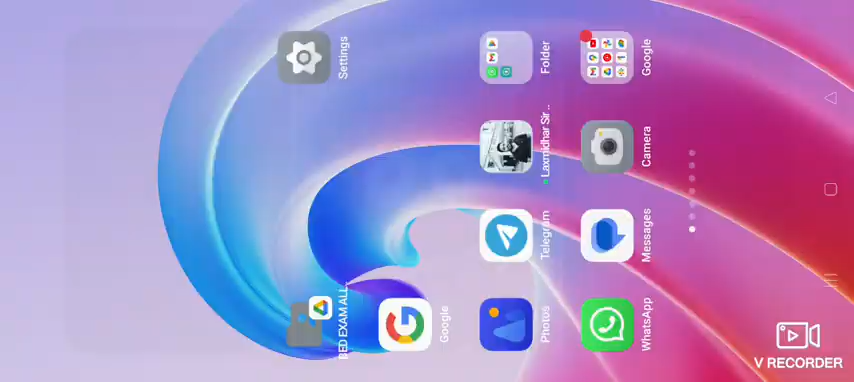 BED EXAM ALL..
Google
Photos
WhatsApp
Telegram
Messages
Laxmidhar Sir ..
Camera
Settings
Folder
Google
V RECORDER